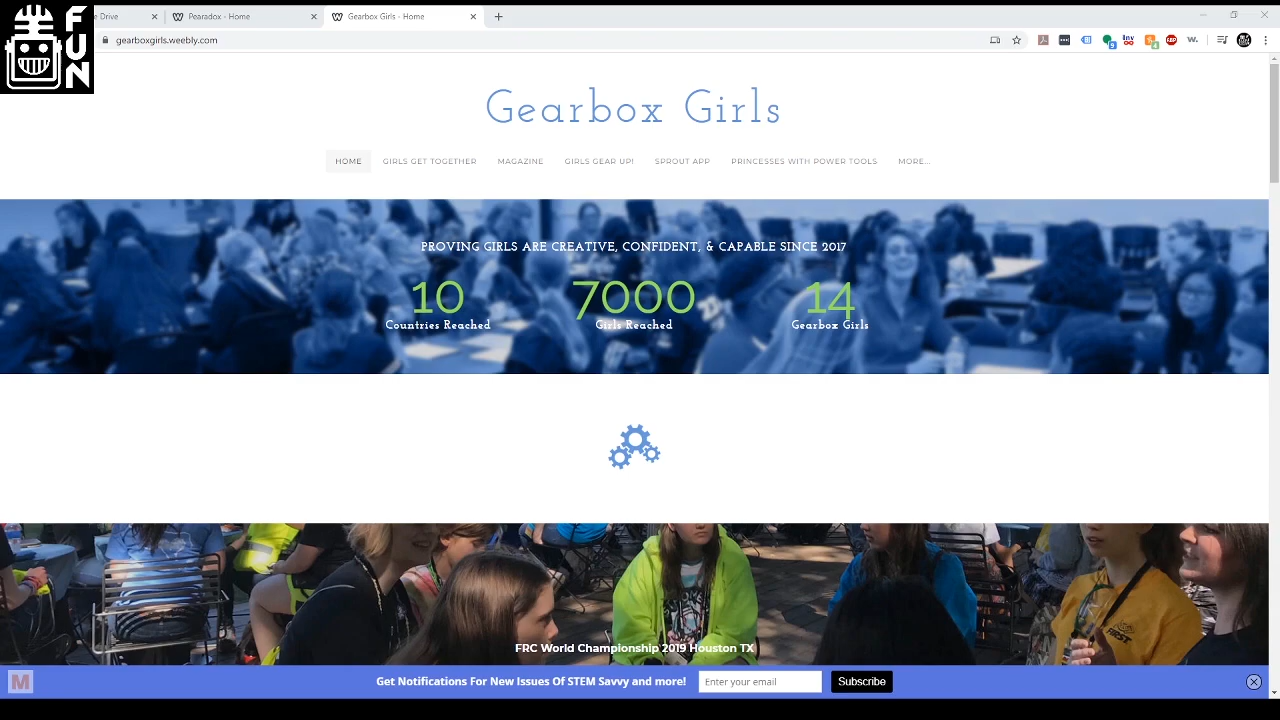 FUN
e Drive
Pearadox - Home
Gearbox Girls - Home
gearboxgirls.weebly.com
Gearbox Girls
HOME
GIRLS GET TOGETHER
MAGAZINE
GIRLS GEAR UP!
SPROUT APP
PRINCESSES WITH POWER TOOLS
MORE...
PROVING GIRLS ARE CREATIVE, CONFIDENT, & CAPABLE SINCE 2017
10
7000
14
Countries Reached
Girls Reached
Gearbox Girls
FIRST
FRC World Championship 2019 Houston TX
M
Get Notifications For New Issues Of STEM Savvy and more!
Enter your email
Subscribe